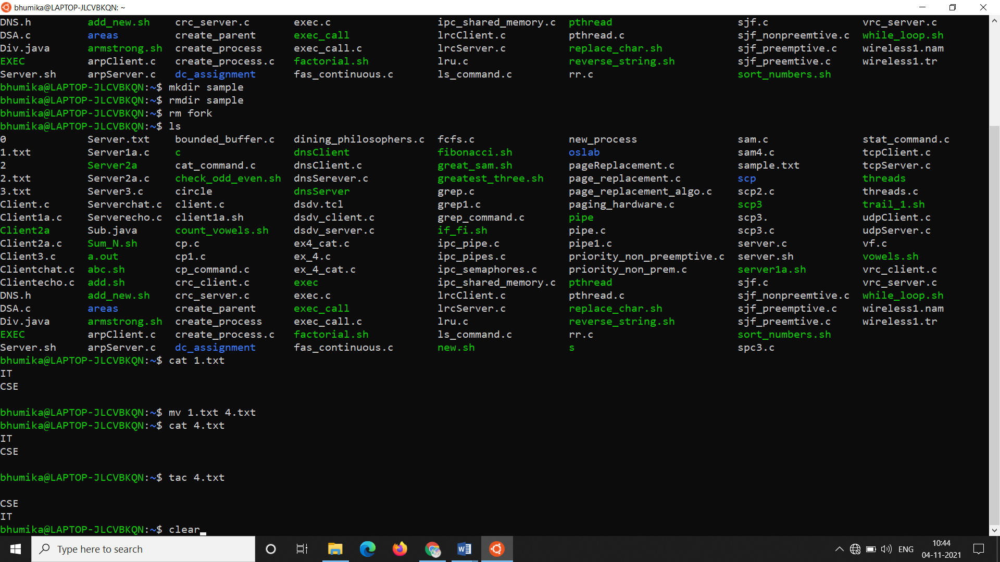 bhumika@LAPTOP-JLCVBKQN: ~
DNS.h add_new.sh crc_server.c exec.c ipc_shared_memory.c pthread sjf.c vrc_server.c
DSA.c areas create_parent exec_call lrcClient.c pthread.c sjf_nonpreemtive.c while_loop.sh
Div.java armstrong.sh create_process exec_call.c lrcServer.c replace_char.sh sjf_preemptive.c wireless1.nam
EXEC arpClient.c create_process.c factorial.sh lru.c reverse_string.sh sjf_preemtive.c wireless1.tr
Server.sh arpServer.c dc_assignment fas_continuous.c ls_command.c rr.c sort_numbers.sh
bhumika@LAPTOP-JLCVBKQN:~$ mkdir sample
bhumika@LAPTOP-JLCVBKQN:~$ rmdir sample
bhumika@LAPTOP-JLCVBKQN:~$ rm fork
bhumika@LAPTOP-JLCVBKQN:~$ ls
0 Server.txt bounded_buffer.c dining_philosophers.c fcfs.c new_process sam.c stat_command.c
1.txt Server1a.c c dnsClient fibonacci.sh oslab sam4.c tcpClient.c
2 Server2a cat_command.c dnsClient.c great_sam.sh pageReplacement.c sample.txt tcpServer.c
2.txt Server2a.c check_odd_even.sh dnsSerever.c greatest_three.sh page_replacement.c scp threads
3.txt Server3.c circle dnsServer grep.c page_replacement_algo.c scp2.c threads.c
Client.c Serverchat.c client.c dsdv.tcl grep1.c paging_hardware.c scp3 trail_1.sh
Client1a.c Serverecho.c client1a.sh dsdv_client.c grep_command.c pipe scp3. udpClient.c
Client2a Sub.java count_vowels.sh dsdv_server.c if_fi.sh pipe.c scp3.c udpServer.c
Client2a.c Sum_N.sh cp.c ex4_cat.c ipc_pipe.c pipe1.c server.c vf.c
Client3.c a.out cp1.c ex_4.c ipc_pipes.c priority_non_preemptive.c server.sh vowels.sh
Clientchat.c abc.sh cp_command.c ex_4_cat.c ipc_semaphores.c priority_non_prem.c server1a.sh vrc_client.c
Clientecho.c add.sh crc_client.c exec ipc_shared_memory.c pthread sjf.c vrc_server.c
DNS.h add_new.sh crc_server.c exec.c lrcClient.c pthread.c sjf_nonpreemtive.c while_loop.sh
DSA.c areas create_parent exec_call lrcServer.c replace_char.sh sjf_preemptive.c wireless1.nam
Div.java armstrong.sh create_process exec_call.c lru.c reverse_string.sh sjf_preemtive.c wireless1.tr
EXEC arpClient.c create_process.c factorial.sh ls_command.c rr.c sort_numbers.sh
Server.sh arpServer.c dc_assignment fas_continuous.c new.sh s spc3.c
bhumika@LAPTOP-JLCVBKQN:~$ cat 1.txt
IT
CSE
bhumika@LAPTOP-JLCVBKQN:~$ mv 1.txt 4.txt
bhumika@LAPTOP-JLCVBKQN:~$ cat 4.txt
IT
CSE
bhumika@LAPTOP-JLCVBKQN:~$ tac 4.txt
CSE
IT
bhumika@LAPTOP-JLCVBKQN:~$ clear
Type here to search
ENG
10:44
04-11-2021